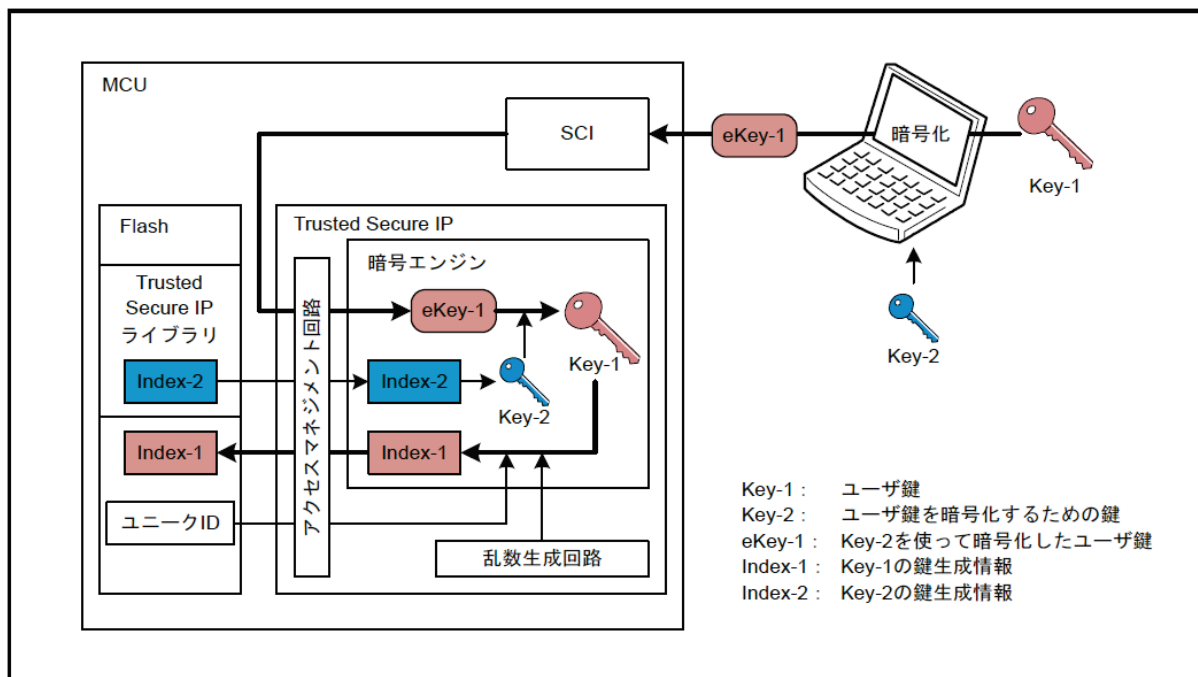 MCU
SCI
eKey-1
暗号化
Key-1
Key-2
Flash
Trusted
Secure IP
ライブラリ
Index-2
Index-1
ユニークID
Trusted Secure IP
アクセスマネジメント回路
暗号エンジン
eKey-1
Key-1
Index-2
Key-2
Index-1
乱数生成回路
Key-1 : ユーザ鍵
Key-2 : ユーザ鍵を暗号化するための鍵
eKey-1 : Key-2を使って暗号化したユーザ鍵
Index-1 : Key-1の鍵生成情報
Index-2 : Key-2の鍵生成情報